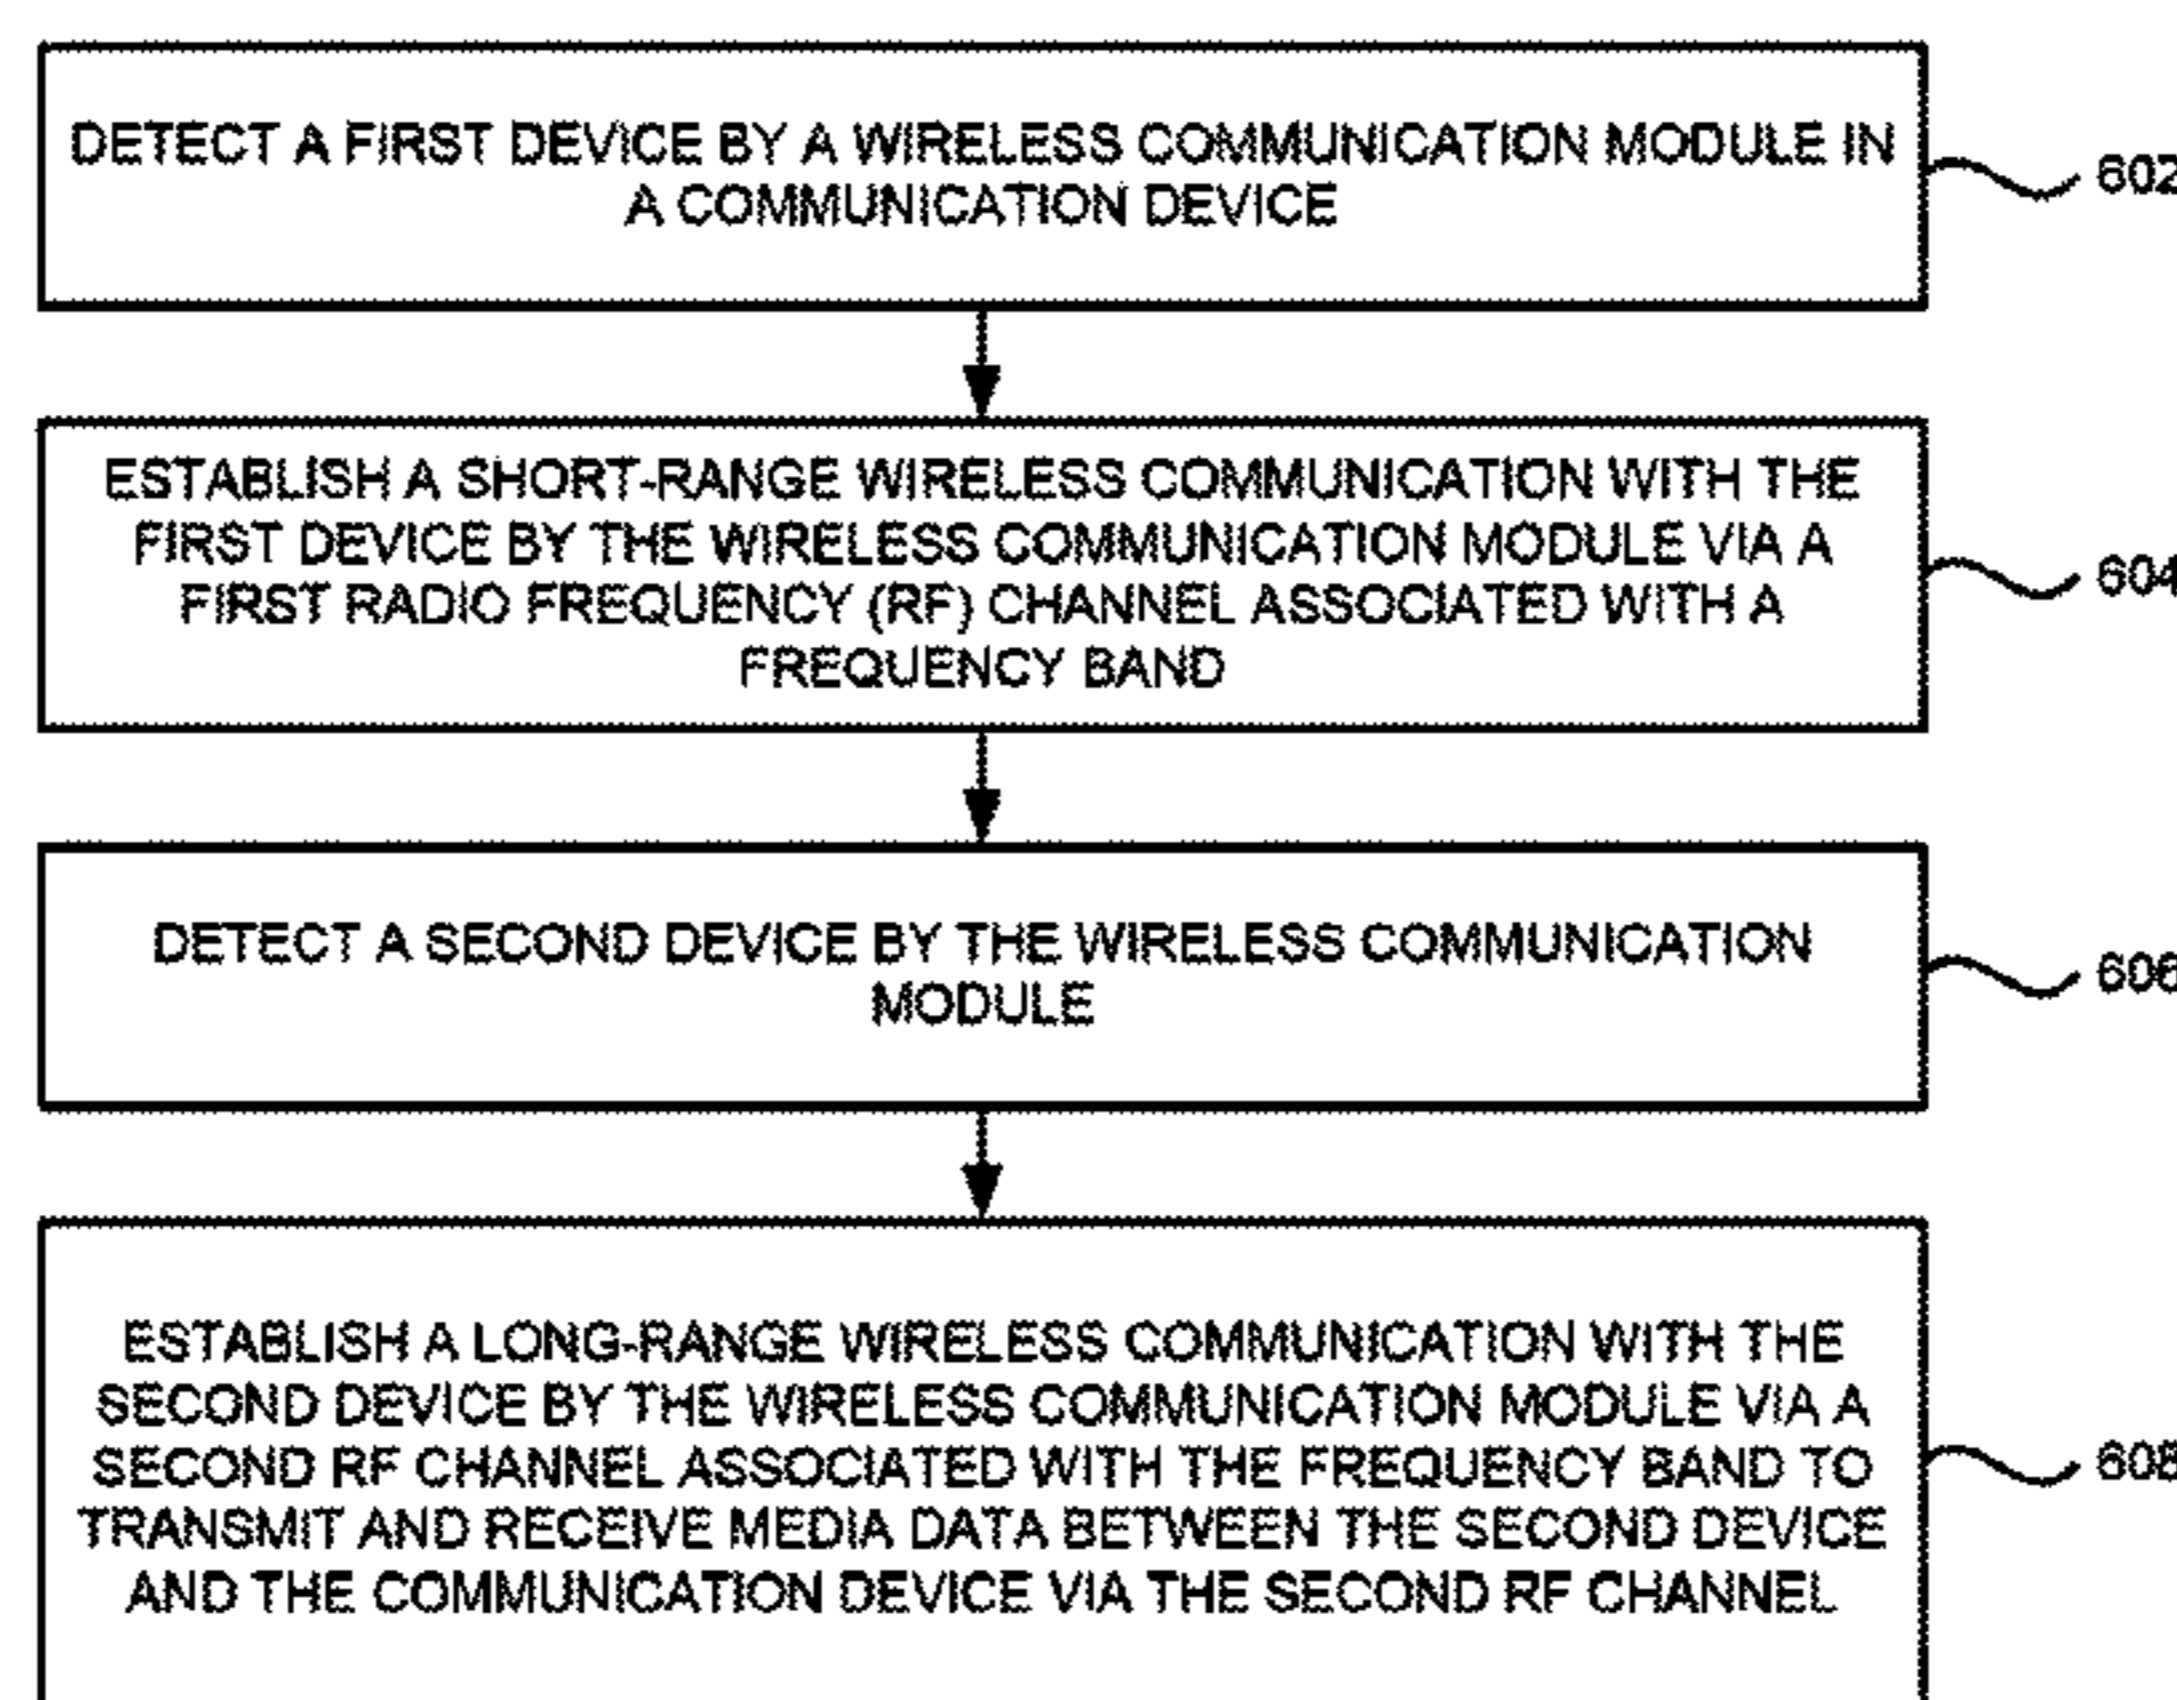 DETECT A FIRST DEVICE BY A WIRELESS COMMUNICATION MODULE IN
A COMMUNICATION DEVICE
602
ESTABLISH A SHORT-RANGE WIRELESS COMMUNICATION WITH THE
FIRST DEVICE BY THE WIRELESS COMMUNICATION MODULE VIA A
FIRST RADIO FREQUENCY (RF) CHANNEL ASSOCIATED WITH A
FREQUENCY BAND
604
DETECT A SECOND DEVICE BY THE WIRELESS COMMUNICATION
MODULE
606
ESTABLISH A LONG-RANGE WIRELESS COMMUNICATION WITH THE
SECOND DEVICE BY THE WIRELESS COMMUNICATION MODULE VIA A
SECOND RF CHANNEL ASSOCIATED WITH THE FREQUENCY BAND TO
TRANSMIT AND RECEIVE MEDIA DATA BETWEEN THE SECOND DEVICE
AND THE COMMUNICATION DEVICE VIA THE SECOND RF CHANNEL
608